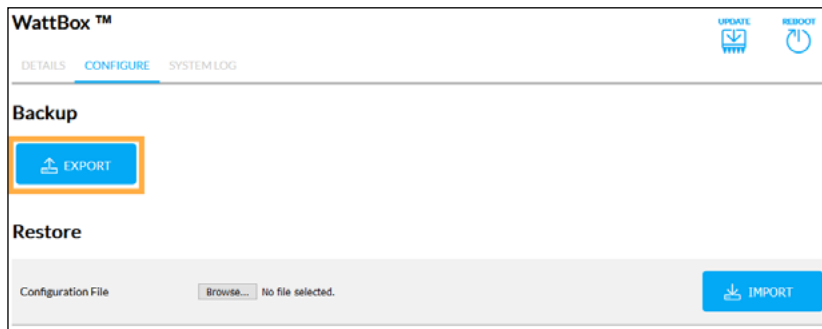 WattBox ™
UPDATE REBOOT
DETAILS CONFIGURE SYSTEM LOG
Backup
EXPORT
Restore
Configuration File Browse... No file selected. IMPORT